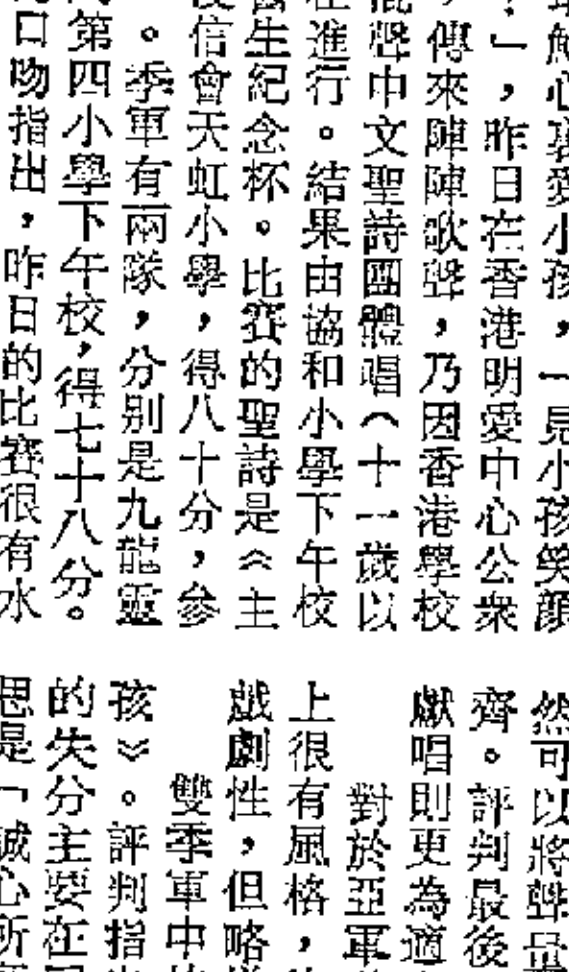 最解心裏愛小孩，一見小孩笑顏
？」，昨日在香港明愛中心公衆
，傳來陣陣歌聲，乃因香港學校
混聲中文聖詩團體唱（十一歲以
在進行。結果由協和小學下午校
醫生紀念杯。比賽的聖詩是《主
浸信會天虹小學，得八十分，參
。季軍有兩隊，分別是九龍靈
第四小學下午校，得七十八分。
口吻指出，昨日的比賽很有水
然可以將聲量
齊。評判最後
獻唱則更為適
對於亞軍
上很有風格，
戲劇性，但略
雙季軍中
孩》。評判指
的失分主要在
思是「誠心所